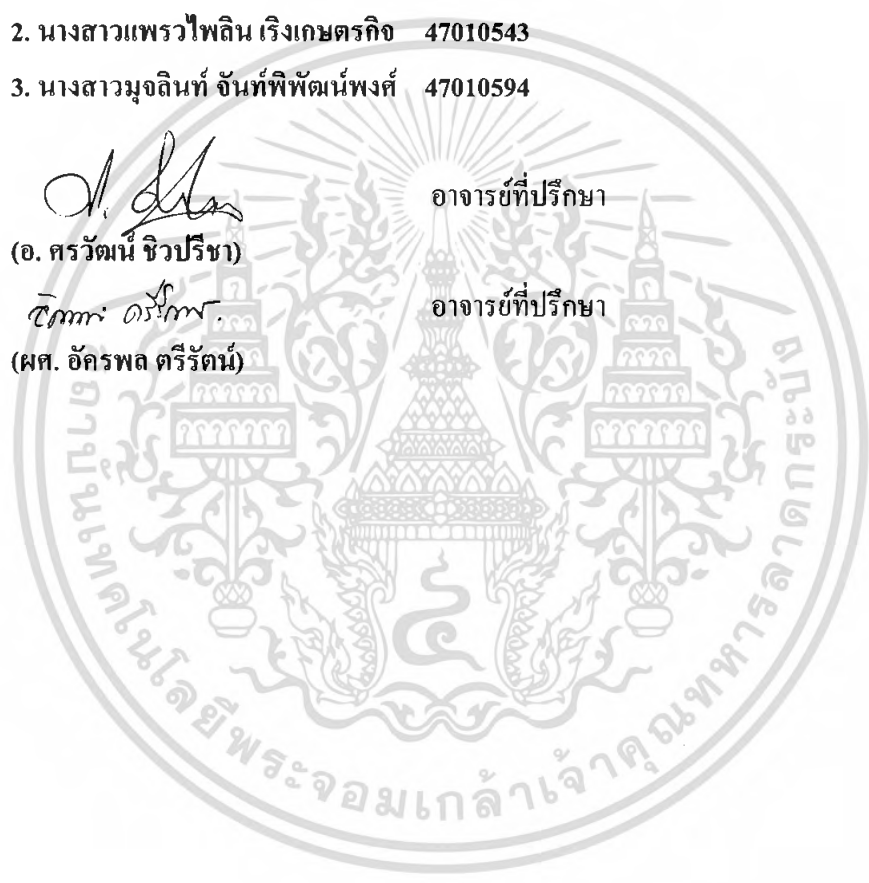 2. นางสาวแพรวไพลิน เริงเกษตรกิจ 47010543
3. นางสาวมุจลินท์ จันท์พิพัฒน์พงศ์ 47010594
อาจารย์ที่ปรึกษา
(อ. ศรวัฒน์ ชิวปรีชา)
อาจารย์ที่ปรึกษา
(ผศ. อัครพล ตรีรัตน์)
สถาบันเทคโนโลยีพระจอมเกล้าเจ้าคุณทหารลาดกระบัง